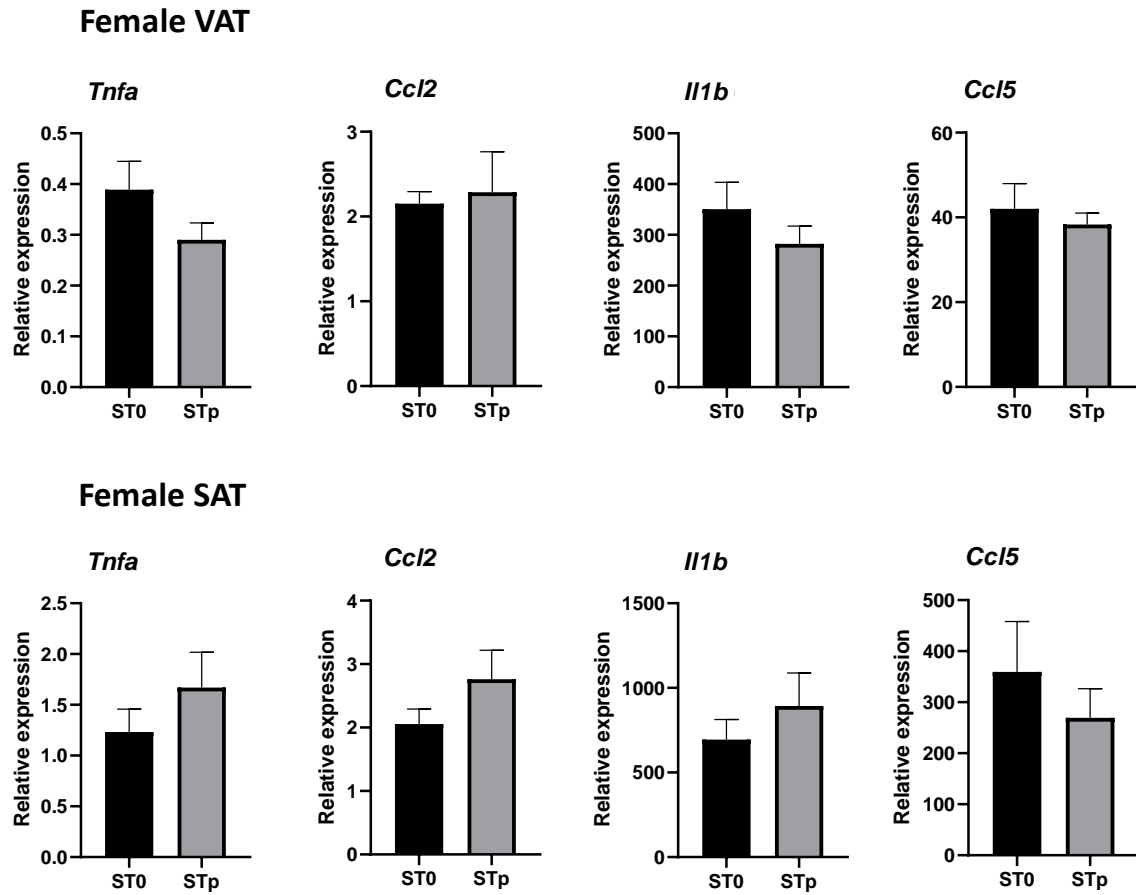 Female VAT
Tnfa
Ccl2
Il1b
Ccl5
Relative expression
0.5
0.4
0.3
0.2
0.1
0.0
ST0 STp
Relative expression
3
2
1
0
ST0 STp
Relative expression
500
400
300
200
100
0
ST0 STp
Relative expression
60
40
20
0
ST0 STp
Female SAT
Tnfa
Ccl2
Il1b
Ccl5
Relative expression
2.5
2.0
1.5
1.0
0.5
0.0
ST0 STp
Relative expression
4
3
2
1
0
ST0 STp
Relative expression
1500
1000
500
0
ST0 STp
Relative expression
500
400
300
200
100
0
ST0 STp